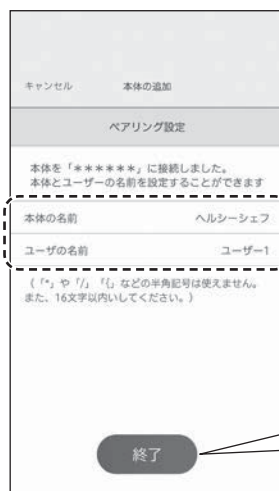 キャンセル 本体の追加
ペアリング設定
本体を「******」に接続しました。
本体とユーザーの名前を設定することができます
本体の名前 ヘルシーシェフ
ユーザの名前 ユーザー1
(「*」や「/」「{」などの半角記号は使えません。
また、16文字以内いしてください。)
終了